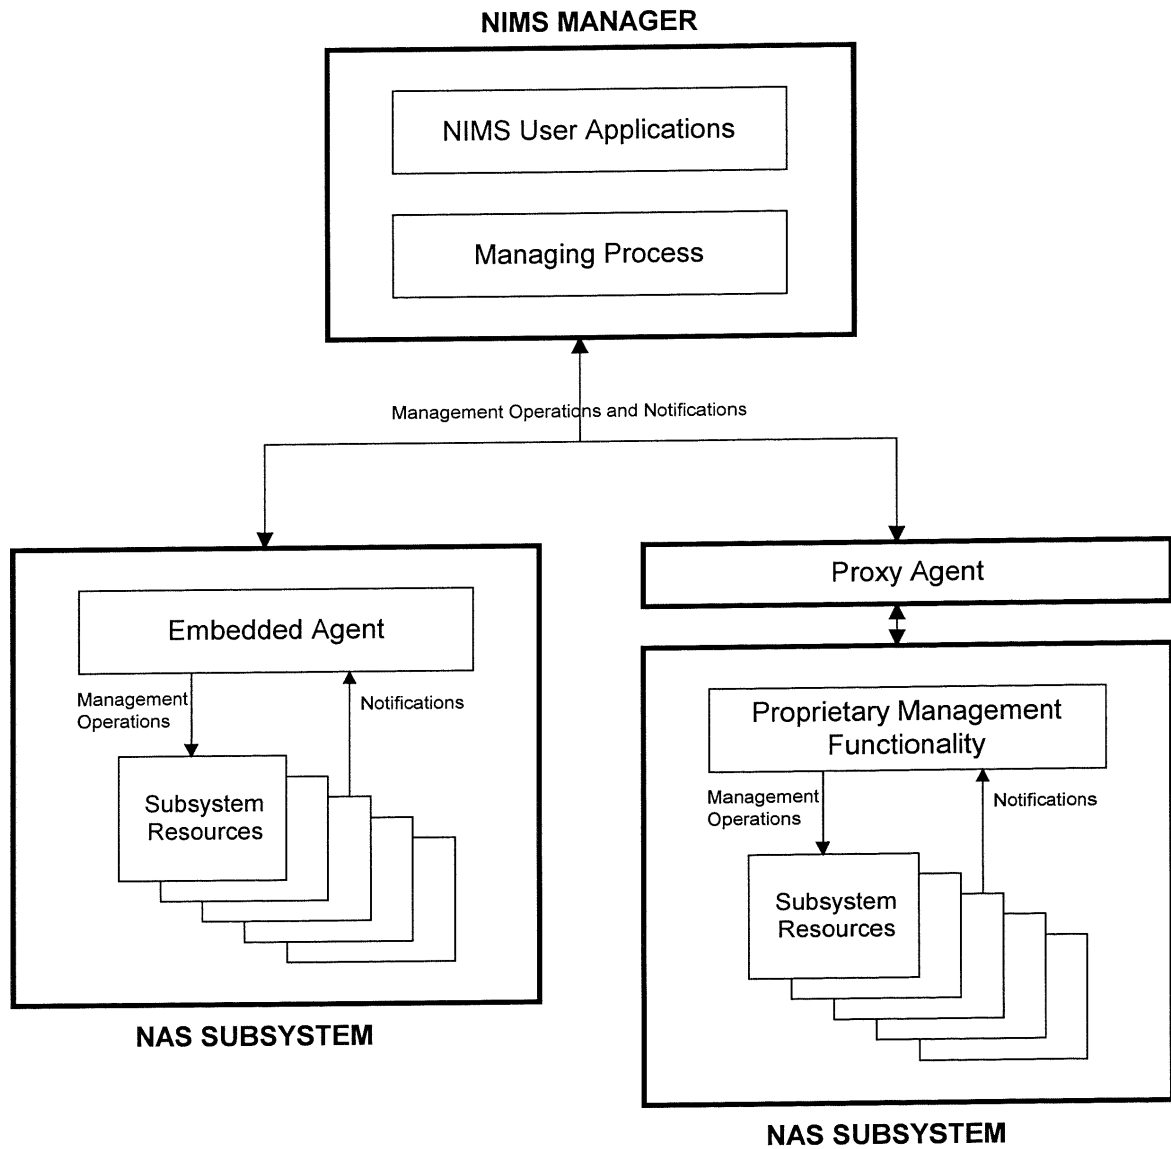 NIMS MANAGER
NIMS User Applications
Managing Process
Management Operations and Notifications
Embedded Agent
Management
Operations
Notifications
Subsystem
Resources
NAS SUBSYSTEM
Proxy Agent
Proprietary Management
Functionality
Management
Operations
Notifications
Subsystem
Resources
NAS SUBSYSTEM